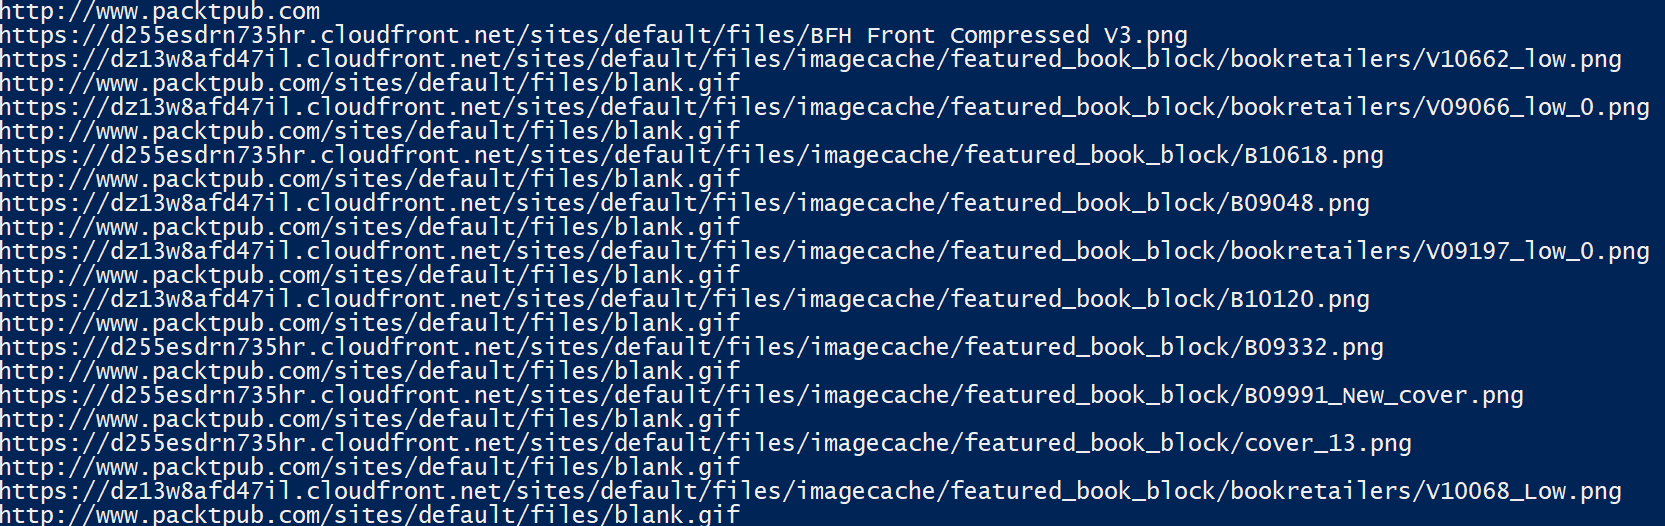 http://www.packtpub.com
https://d255esdrn735hr.cloudfront.net/sites/default/files/BFH Front Compressed V3.png
https://dz13w8afd47il.cloudfront.net/sites/default/files/imagecache/featured_book_block/bookretailers/V10662_low.png
http://www.packtpub.com/sites/default/files/blank.gif
https://dz13w8afd47il.cloudfront.net/sites/default/files/imagecache/featured_book_block/bookretailers/V09066_low_0.png
http://www.packtpub.com/sites/default/files/blank.gif
https://d255esdrn735hr.cloudfront.net/sites/default/files/imagecache/featured_book_block/B10618.png
http://www.packtpub.com/sites/default/files/blank.gif
https://dz13w8afd47il.cloudfront.net/sites/default/files/imagecache/featured_book_block/B09048.png
http://www.packtpub.com/sites/default/files/blank.gif
https://dz13w8afd47il.cloudfront.net/sites/default/files/imagecache/featured_book_block/bookretailers/V09197_low_0.png
http://www.packtpub.com/sites/default/files/blank.gif
https://dz13w8afd47il.cloudfront.net/sites/default/files/imagecache/featured_book_block/B10120.png
http://www.packtpub.com/sites/default/files/blank.gif
https://d255esdrn735hr.cloudfront.net/sites/default/files/imagecache/featured_book_block/B09332.png
http://www.packtpub.com/sites/default/files/blank.gif
https://d255esdrn735hr.cloudfront.net/sites/default/files/imagecache/featured_book_block/B09991_New_cover.png
http://www.packtpub.com/sites/default/files/blank.gif
https://d255esdrn735hr.cloudfront.net/sites/default/files/imagecache/featured_book_block/cover_13.png
http://www.packtpub.com/sites/default/files/blank.gif
https://dz13w8afd47il.cloudfront.net/sites/default/files/imagecache/featured_book_block/bookretailers/V10068_Low.png
http://www.packtpub.com/sites/default/files/blank.gif